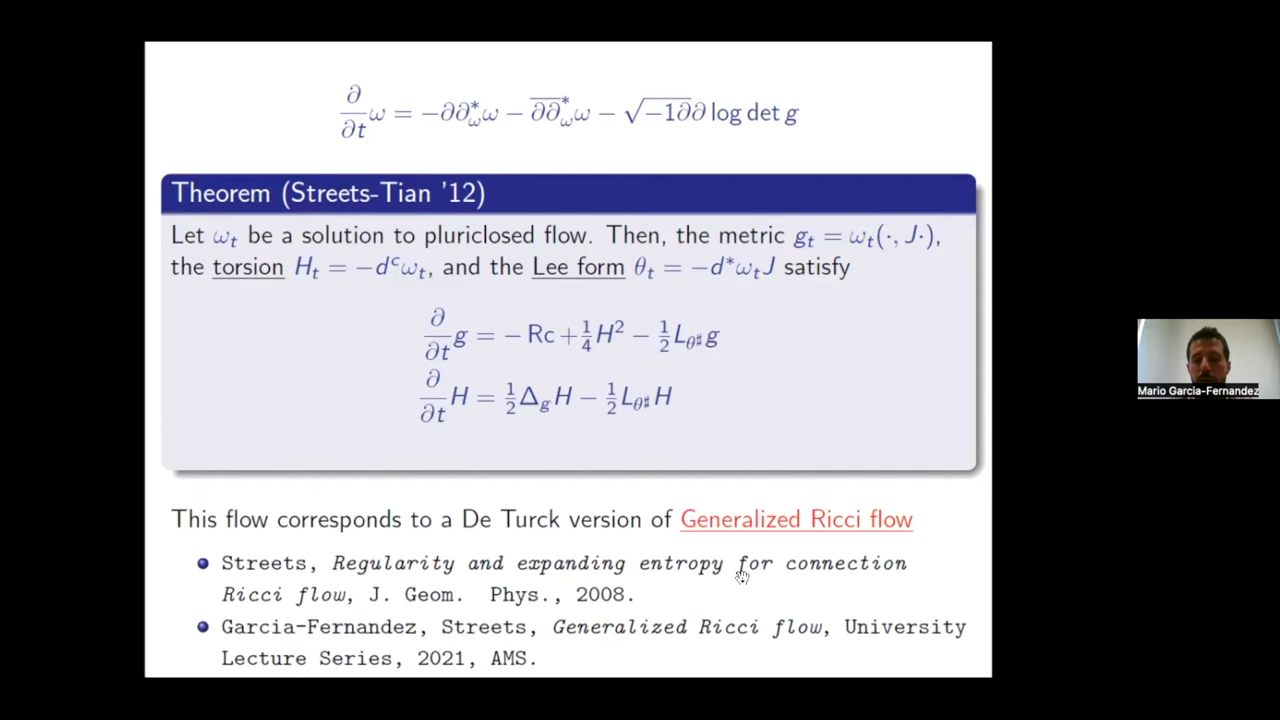 ∂/∂t ω = −∂∂*_ω ω − \overline{∂∂}*_ω ω − √−1∂̅∂ log det g
Theorem (Streets-Tian '12)
Let ω_t be a solution to pluriclosed flow. Then, the metric g_t = ω_t(·, J·),
the torsion H_t = −d^c ω_t, and the Lee form θ_t = −d*ω_t J satisfy
∂/∂t g = − Rc + 1/4 H² − 1/2 L_{θ♯} g
∂/∂t H = 1/2 Δ_g H − 1/2 L_{θ♯} H
This flow corresponds to a De Turck version of Generalized Ricci flow
Streets, Regularity and expanding entropy for connection
Ricci flow, J. Geom. Phys., 2008.
Garcia-Fernandez, Streets, Generalized Ricci flow, University
Lecture Series, 2021, AMS.
Mario Garcia-Fernandez